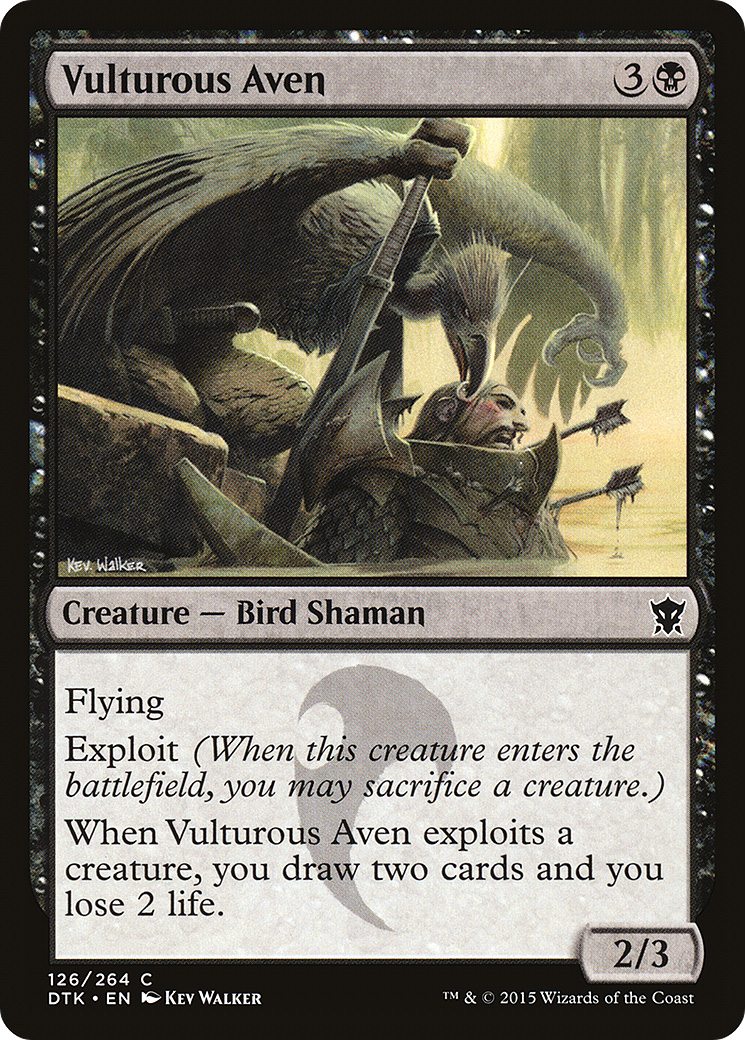 Vulturous Aven 3
Kev. Walker
Creature — Bird Shaman
Flying
Exploit (When this creature enters the
battlefield, you may sacrifice a creature.)
When Vulturous Aven exploits a
creature, you draw two cards and you
lose 2 life.
2/3
126/264 C
DTK • EN Kev Walker
™ & © 2015 Wizards of the Coast